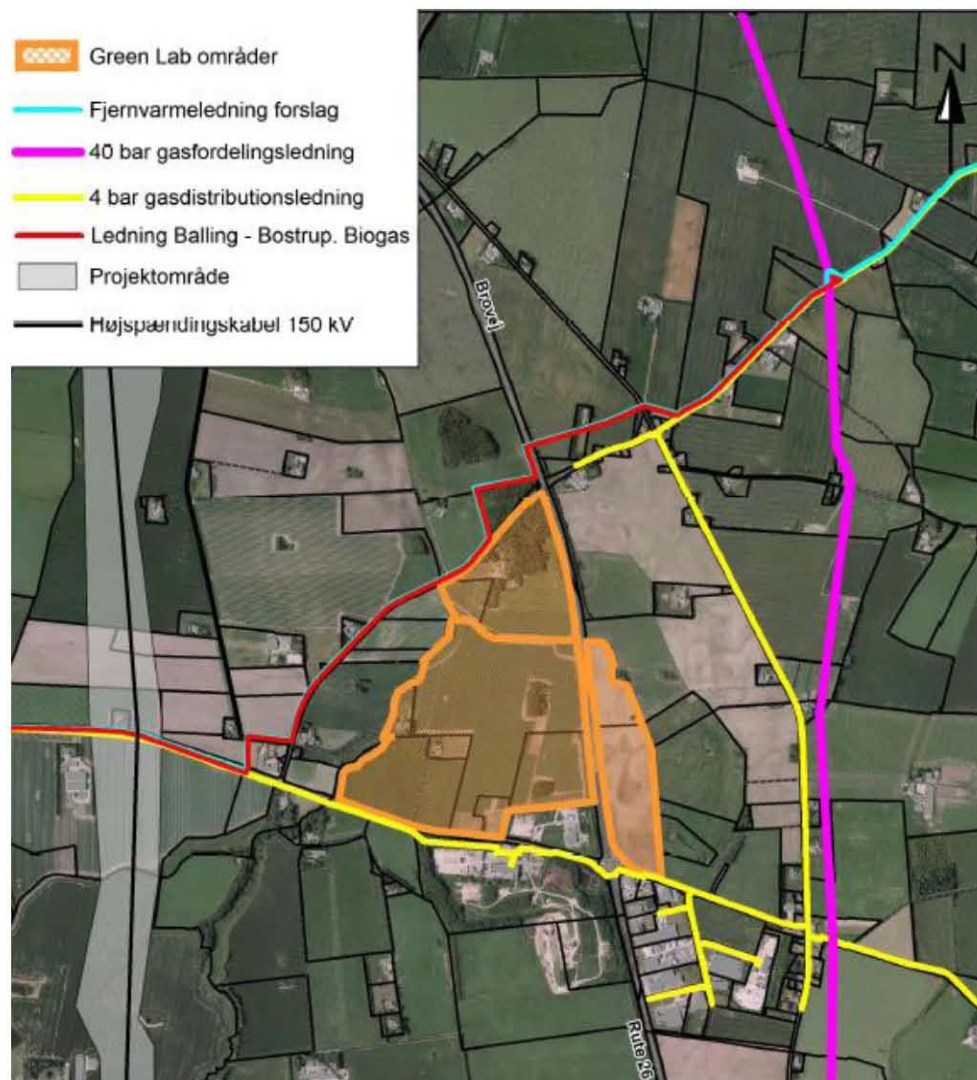 Green Lab områder
Fjernvarmeledning forslag
40 bar gasfordelingsledning
4 bar gasdistributionsledning
Ledning Balling - Bostrup. Biogas
Projektområde
Højspændingskabel 150 kV
N
Brovej
Rute 26